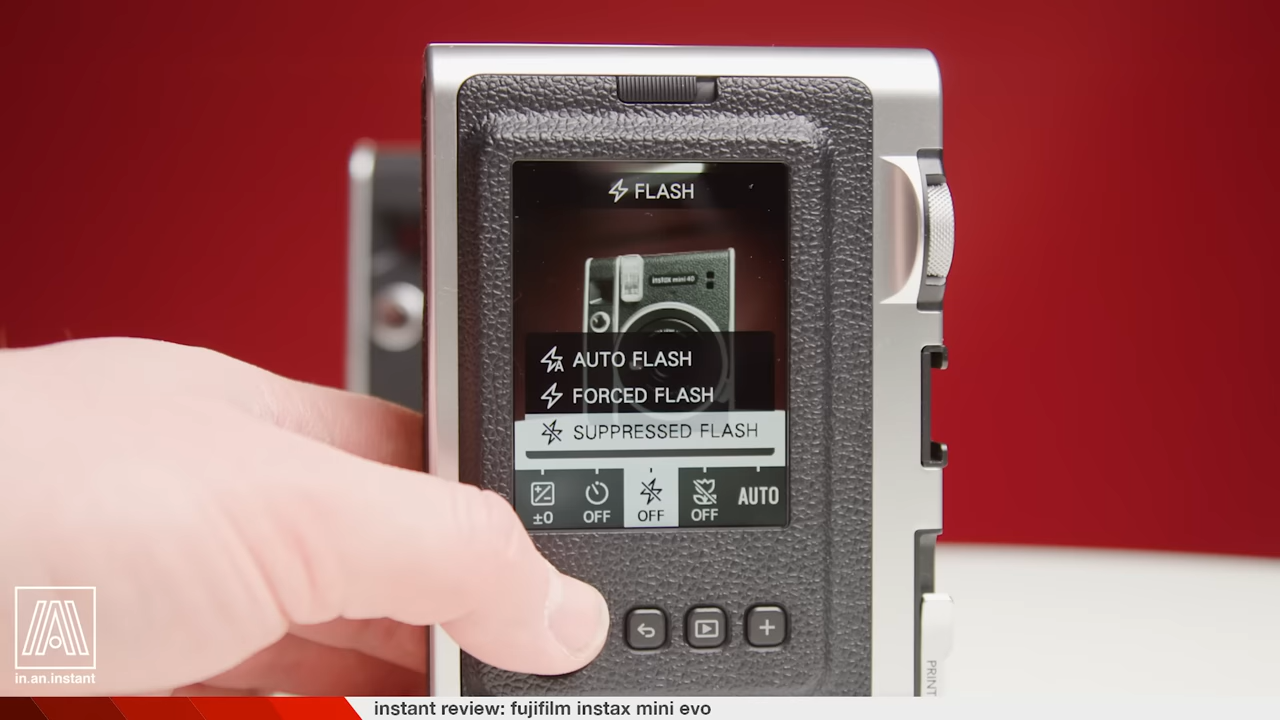 FLASH
instax mini 40
AUTO FLASH
FORCED FLASH
SUPPRESSED FLASH
±0
OFF
OFF
OFF
AUTO
PRINT
in.an.instant
instant review: fujifilm instax mini evo